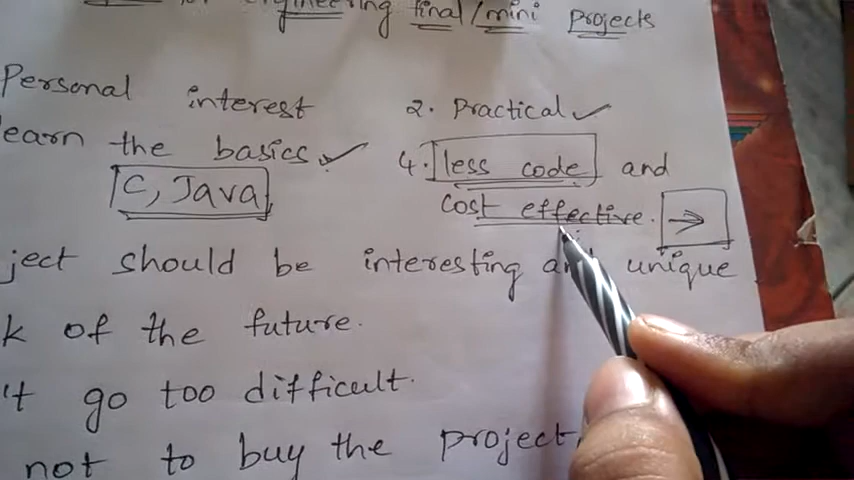 for engineering final/mini projects
Personal interest
2. Practical ✓
earn the basics ✓
C, Java
4. less code and
cost effective. →
ject should be interesting and unique
k of the future.
't go too difficult.
not to buy the project